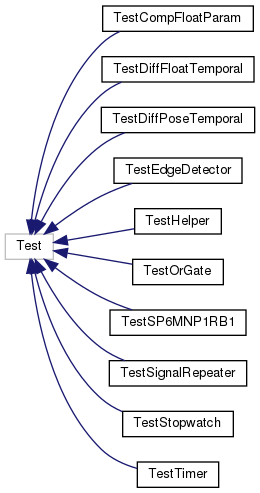 TestCompFloatParam
TestDiffFloatTemporal
TestDiffPoseTemporal
TestEdgeDetector
TestHelper
Test
TestOrGate
TestSP6MNP1RB1
TestSignalRepeater
TestStopwatch
TestTimer